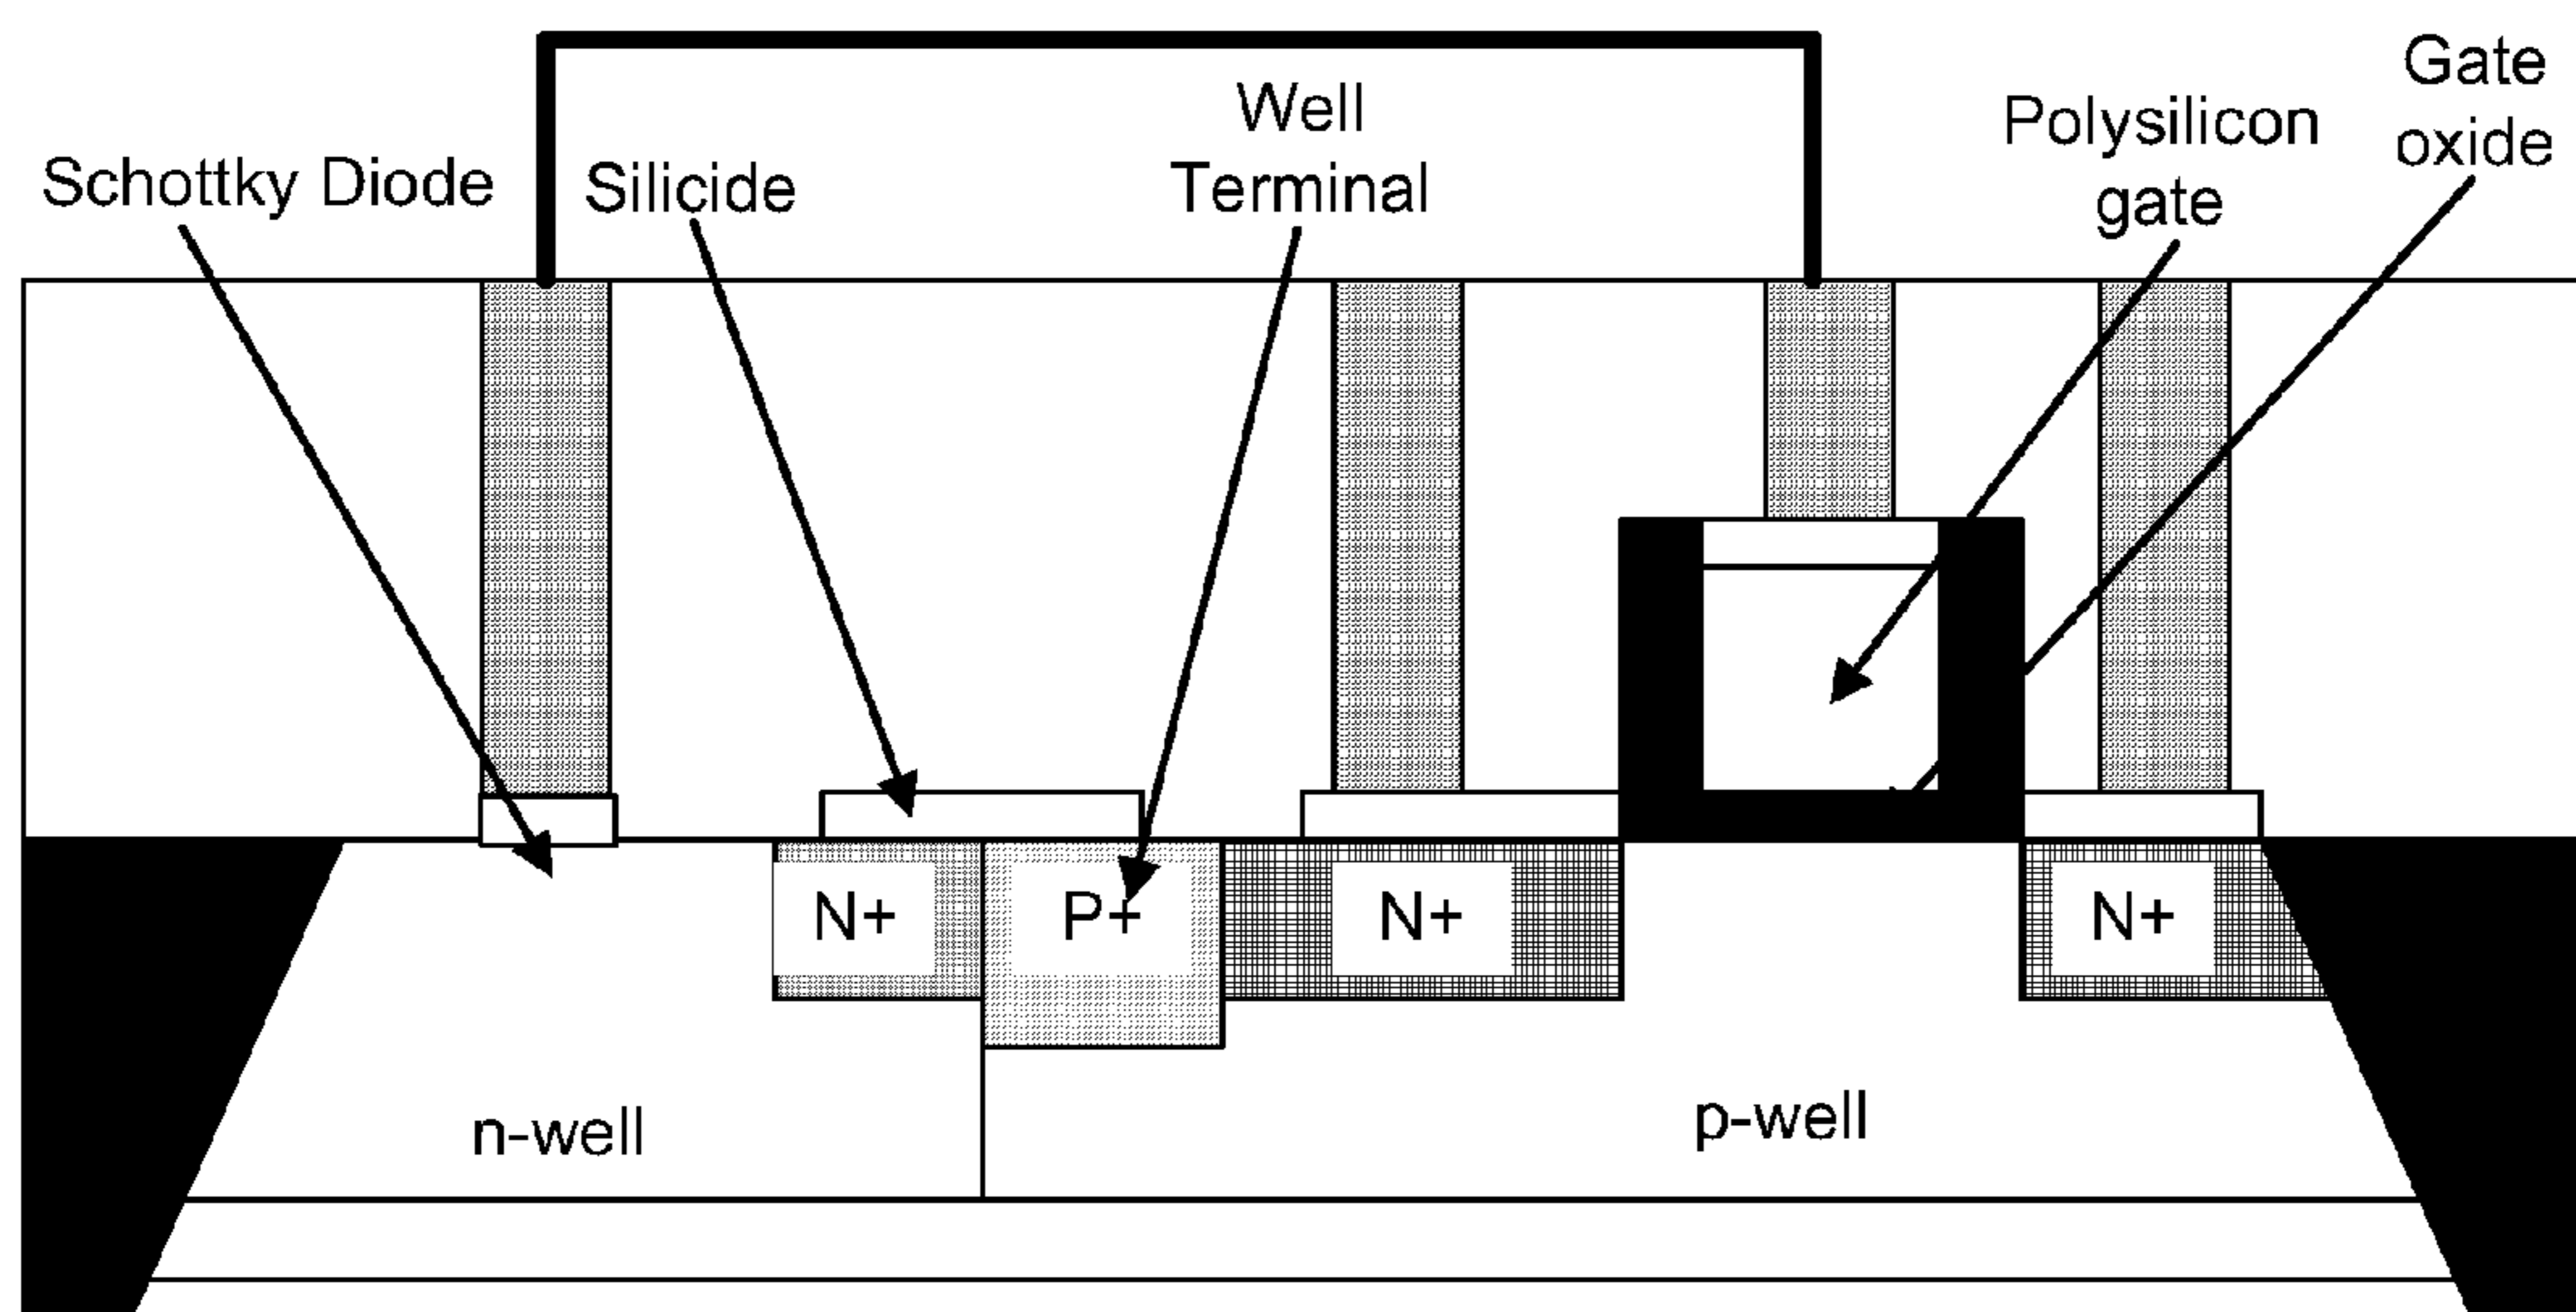 Gate
oxide
Polysilicon
gate
Well
Terminal
Schottky Diode
Silicide
N+
P+
N+
N+
n-well
p-well